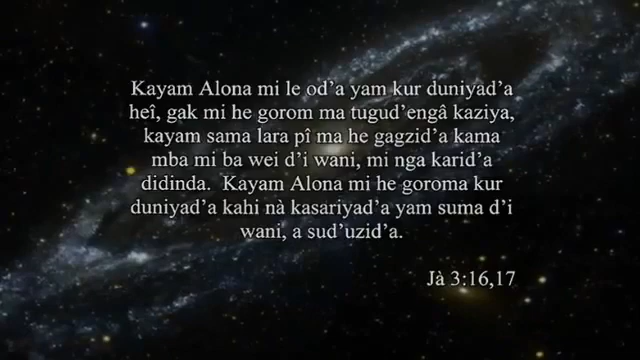 Kayam Alona mi le od'a yam kur duniyad'a
heî, gak mi he gorom ma tugud'engâ kaziya,
kayam sama lara pî ma he gagzid'a kama
mba mi ba wei d'i wani, mi nga karid'a
didinda.  Kayam Alona mi he goroma kur
duniyad'a kahi nà kasariyad'a yam suma d'i
wani, a sud'uzid'a.
Jà 3:16,17